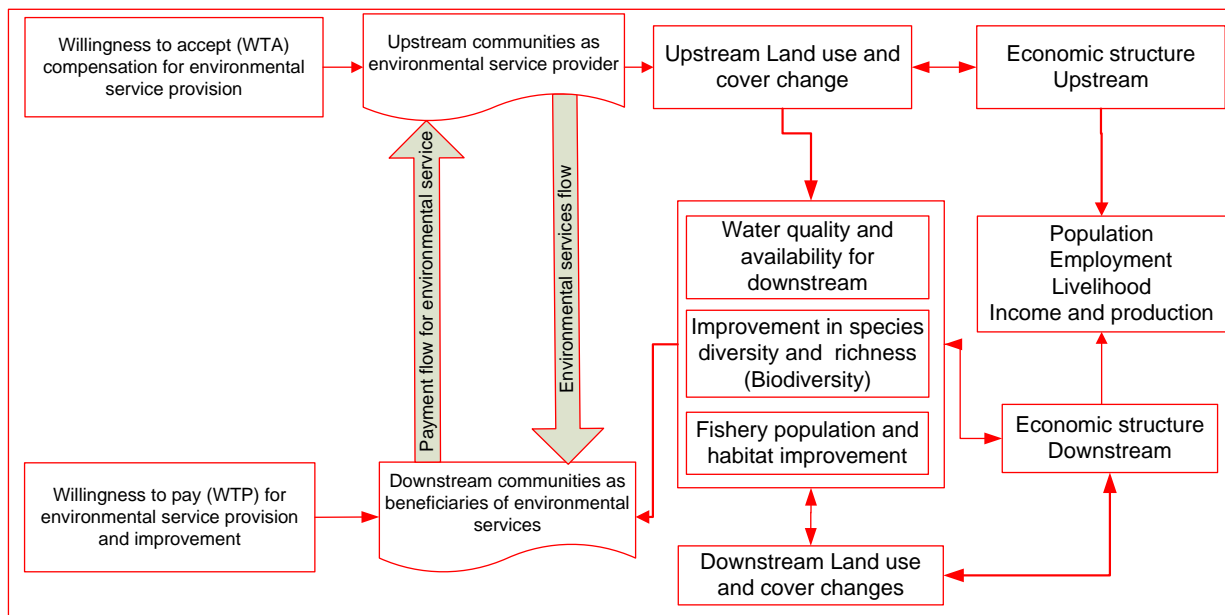 Willingness to accept (WTA)
compensation for environmental
service provision
Upstream communities as
environmental service provider
Upstream Land use and
cover change
Economic structure
Upstream
Payment flow for environmental service
Environmental services flow
Water quality and
availability for
downstream
Improvement in species
diversity and richness
(Biodiversity)
Fishery population and
habitat improvement
Population
Employment
Livelihood
Income and production
Economic structure
Downstream
Willingness to pay (WTP) for
environmental service provision
and improvement
Downstream communities as
beneficiaries of environmental
services
Downstream Land use
and cover changes